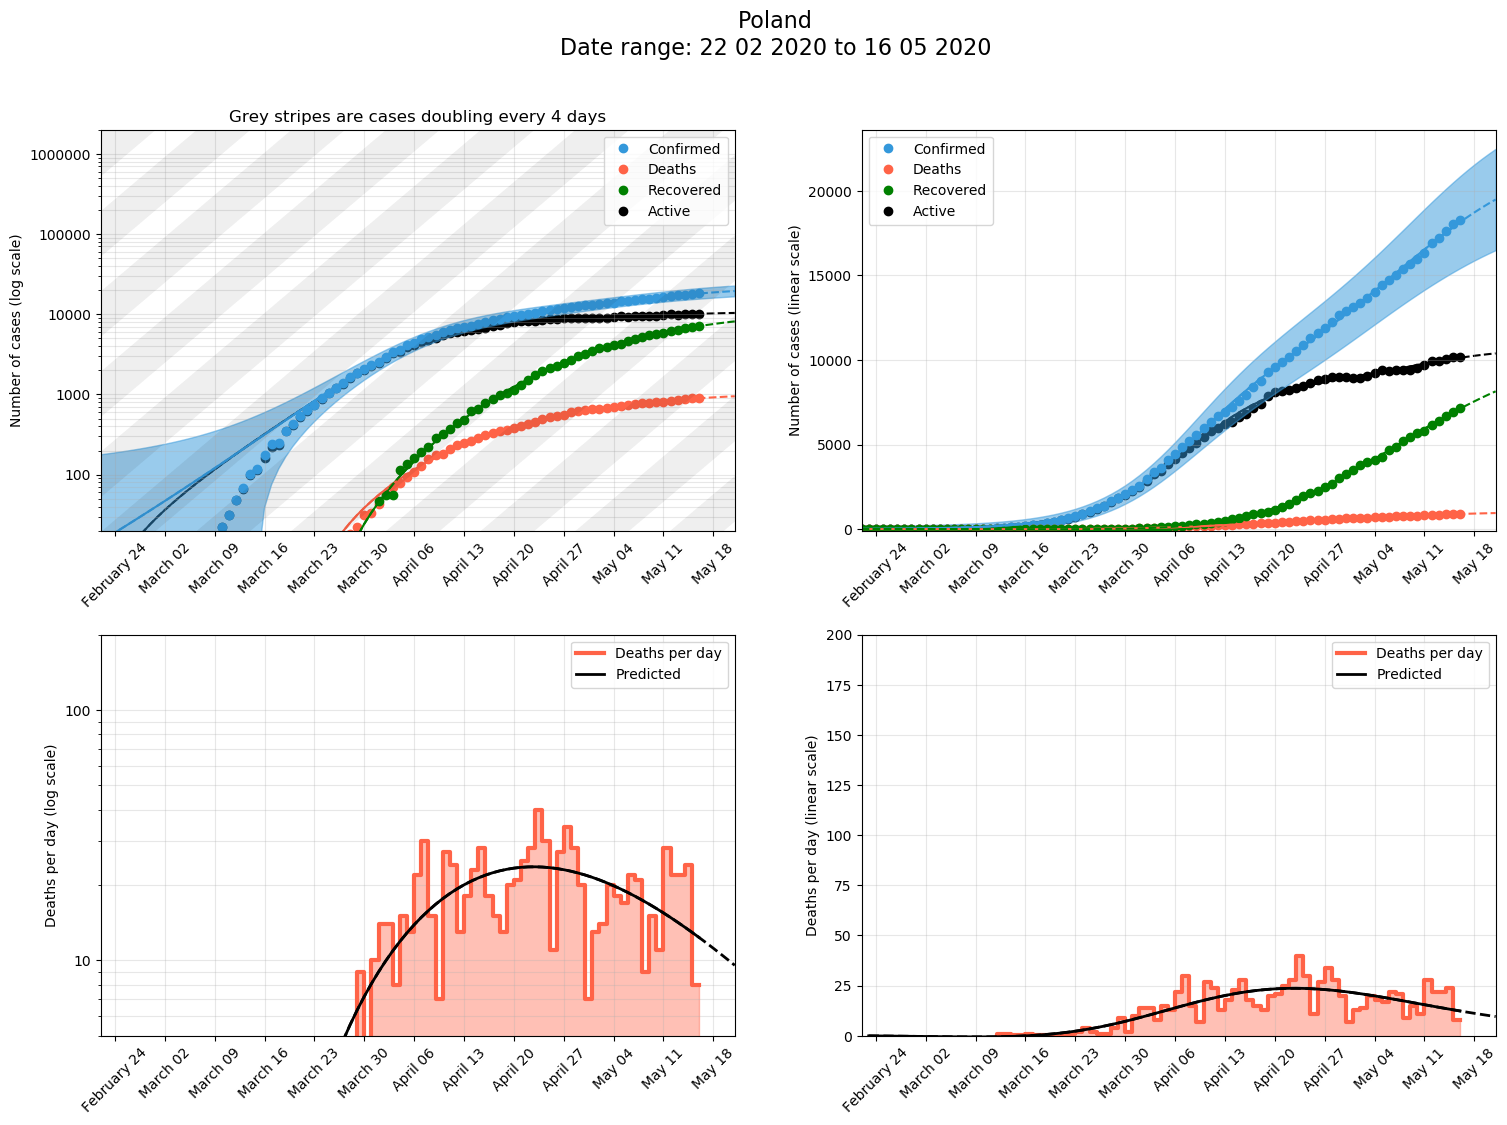 Poland
Date range: 22 02 2020 to 16 05 2020
Grey stripes are cases doubling every 4 days
Number of cases (log scale)
1000000
100000
10000
1000
100
Confirmed
Deaths
Recovered
Active
February 24
March 02
March 09
March 16
March 23
March 30
April 06
April 13
April 20
April 27
May 04
May 11
May 18
Number of cases (linear scale)
20000
15000
10000
5000
0
Confirmed
Deaths
Recovered
Active
February 24
March 02
March 09
March 16
March 23
March 30
April 06
April 13
April 20
April 27
May 04
May 11
May 18
Deaths per day (log scale)
100
10
Deaths per day
Predicted
February 24
March 02
March 09
March 16
March 23
March 30
April 06
April 13
April 20
April 27
May 04
May 11
May 18
Deaths per day (linear scale)
200
175
150
125
100
75
50
25
0
Deaths per day
Predicted
February 24
March 02
March 09
March 16
March 23
March 30
April 06
April 13
April 20
April 27
May 04
May 11
May 18